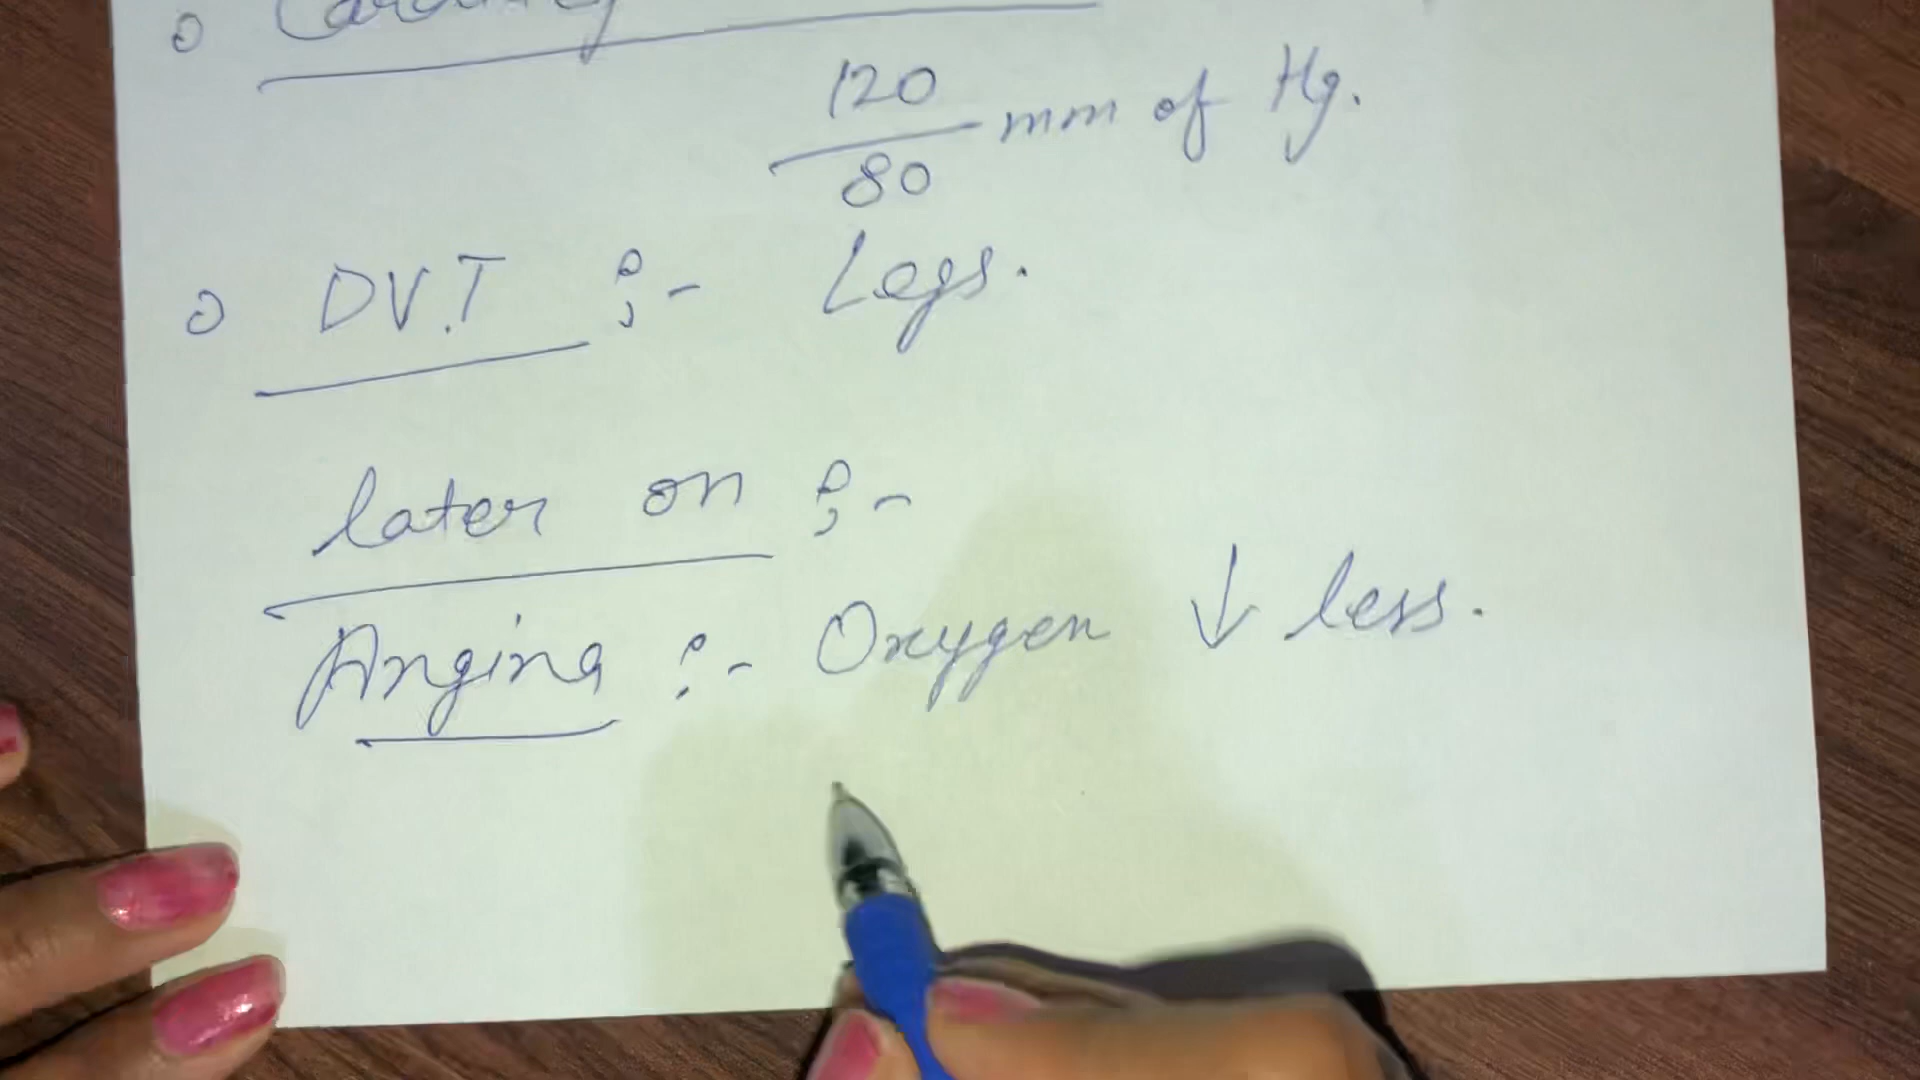 o
120
80 mm of Hg.
o DV.T :- Legs.
later on :-
Angina :- Oxygen ↓ less.